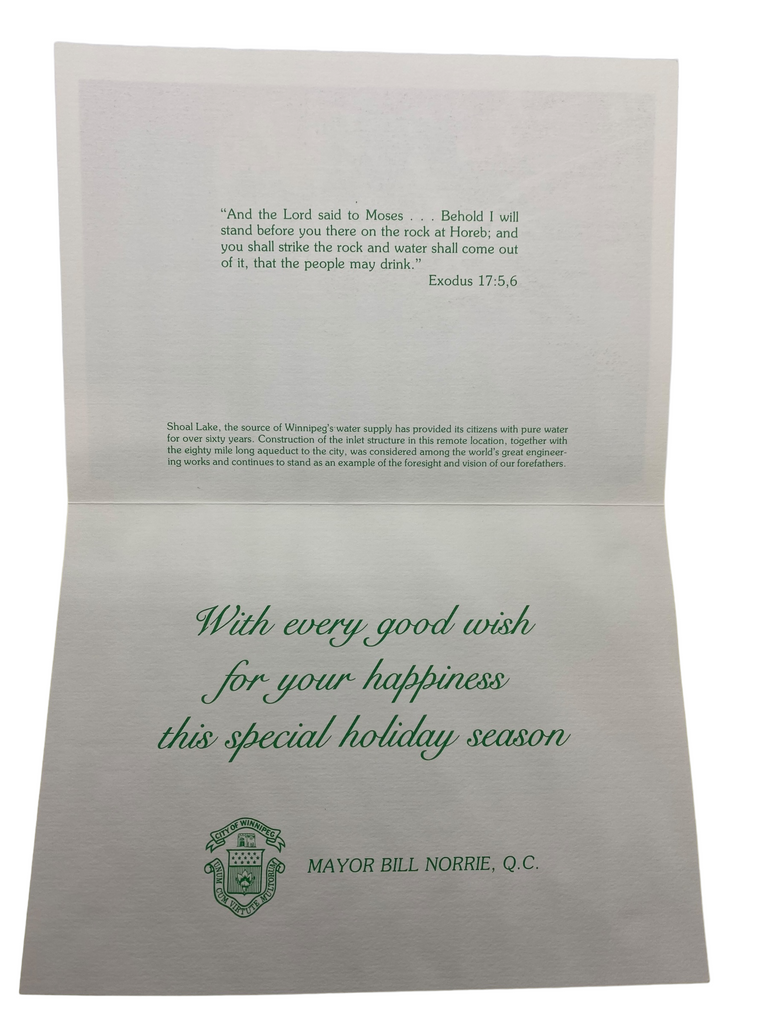 “And the Lord said to Moses . . . Behold I will
stand before you there on the rock at Horeb; and
you shall strike the rock and water shall come out
of it, that the people may drink.”
Exodus 17:5,6
Shoal Lake, the source of Winnipeg's water supply has provided its citizens with pure water
for over sixty years. Construction of the inlet structure in this remote location, together with
the eighty mile long aqueduct to the city, was considered among the world's great engineer-
ing works and continues to stand as an example of the foresight and vision of our forefathers.
With every good wish
for your happiness
this special holiday season
CITY OF WINNIPEG
UNUM CUM VIRTUTE MULTORUM
MAYOR BILL NORRIE, Q.C.